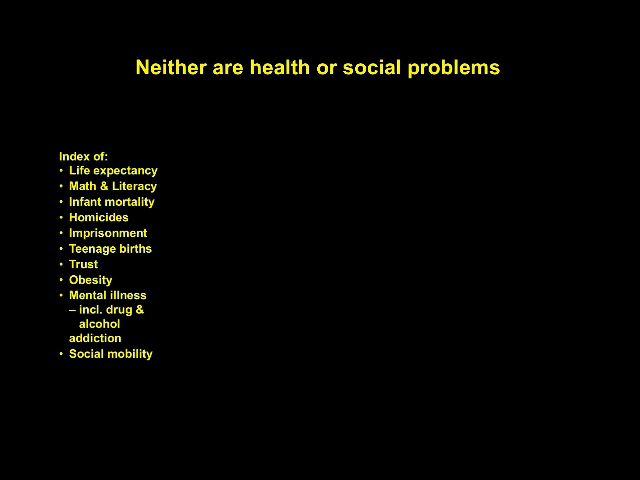 Neither are health or social problems
Index of:
• Life expectancy
• Math & Literacy
• Infant mortality
• Homicides
• Imprisonment
• Teenage births
• Trust
• Obesity
• Mental illness
– incl. drug &
alcohol
addiction
• Social mobility